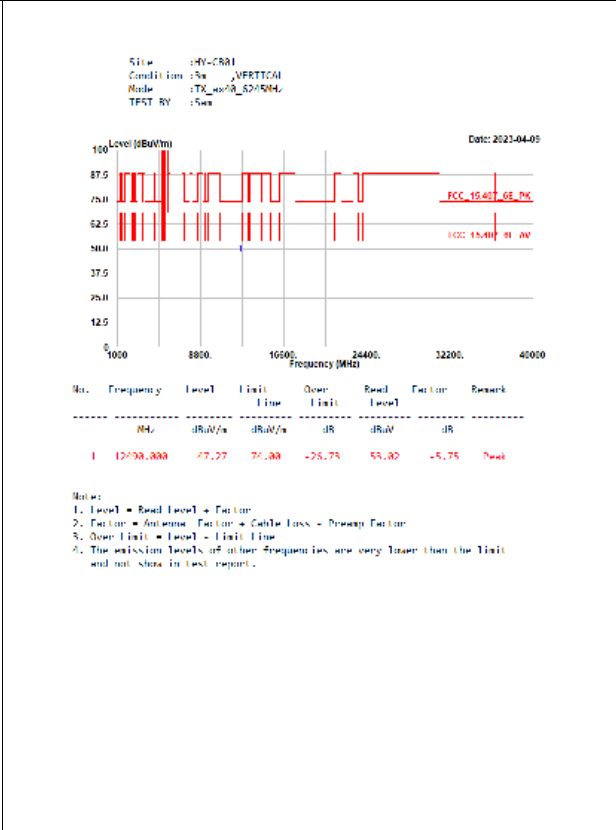 Site :HY-CB01
Condition :3m ,VERTICAL
Mode :TX_ax40_6245MHz
TEST BY :Sam
Level (dBuV/m)
Date: 2023-04-09
100
87.5
75.0
62.5
50.0
37.5
25.0
12.5
0
FCC_15.407_6E_PK
FCC_15.407_6E_AV
1000 8800. 16600. 24400. 32200. 40000
Frequency (MHz)
No. Frequency Level Limit Over Read Factor Remark
Line Limit Level
MHz dBuV/m dBuV/m dB dBuV dB
1 12490.000 47.27 74.00 -26.73 53.02 -5.75 Peak
Note:
1. Level = Read Level + Factor
2. Factor = Antenna Factor + Cable Loss - Preamp Factor
3. Over Limit = Level - Limit Line
4. The emission levels of other frequencies are very lower than the limit
and not show in test report.